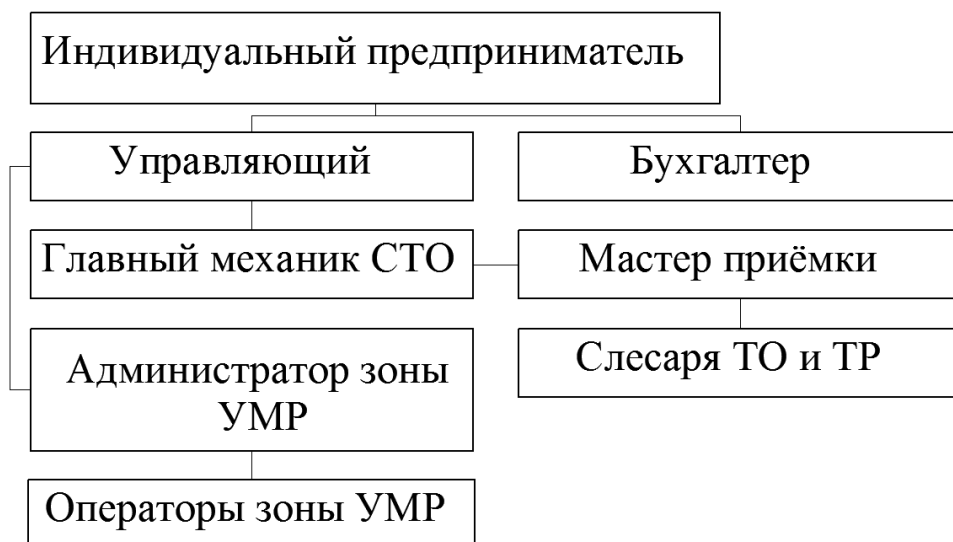 Индивидуальный предприниматель
Управляющий
Бухгалтер
Главный механик СТО
Мастер приёмки
Администратор зоны
УМР
Слесаря ТО и ТР
Операторы зоны УМР